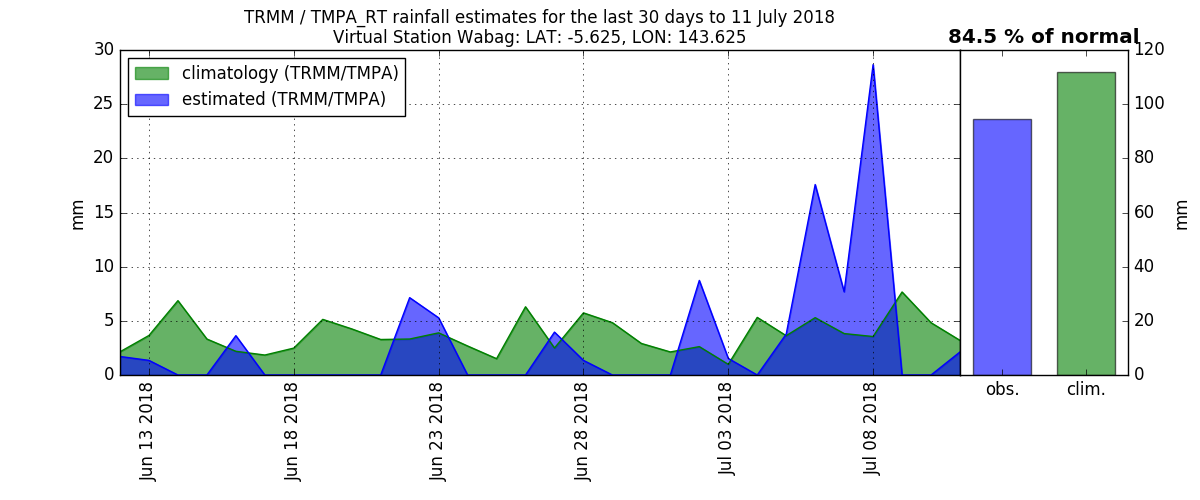 TRMM / TMPA_RT rainfall estimates for the last 30 days to 11 July 2018
Virtual Station Wabag: LAT: -5.625, LON: 143.625
84.5 % of normal
climatology (TRMM/TMPA)
estimated (TRMM/TMPA)
mm
30
25
20
15
10
5
0
Jun 13 2018
Jun 18 2018
Jun 23 2018
Jun 28 2018
Jul 03 2018
Jul 08 2018
120
100
80
60
40
20
0
mm
obs.
clim.